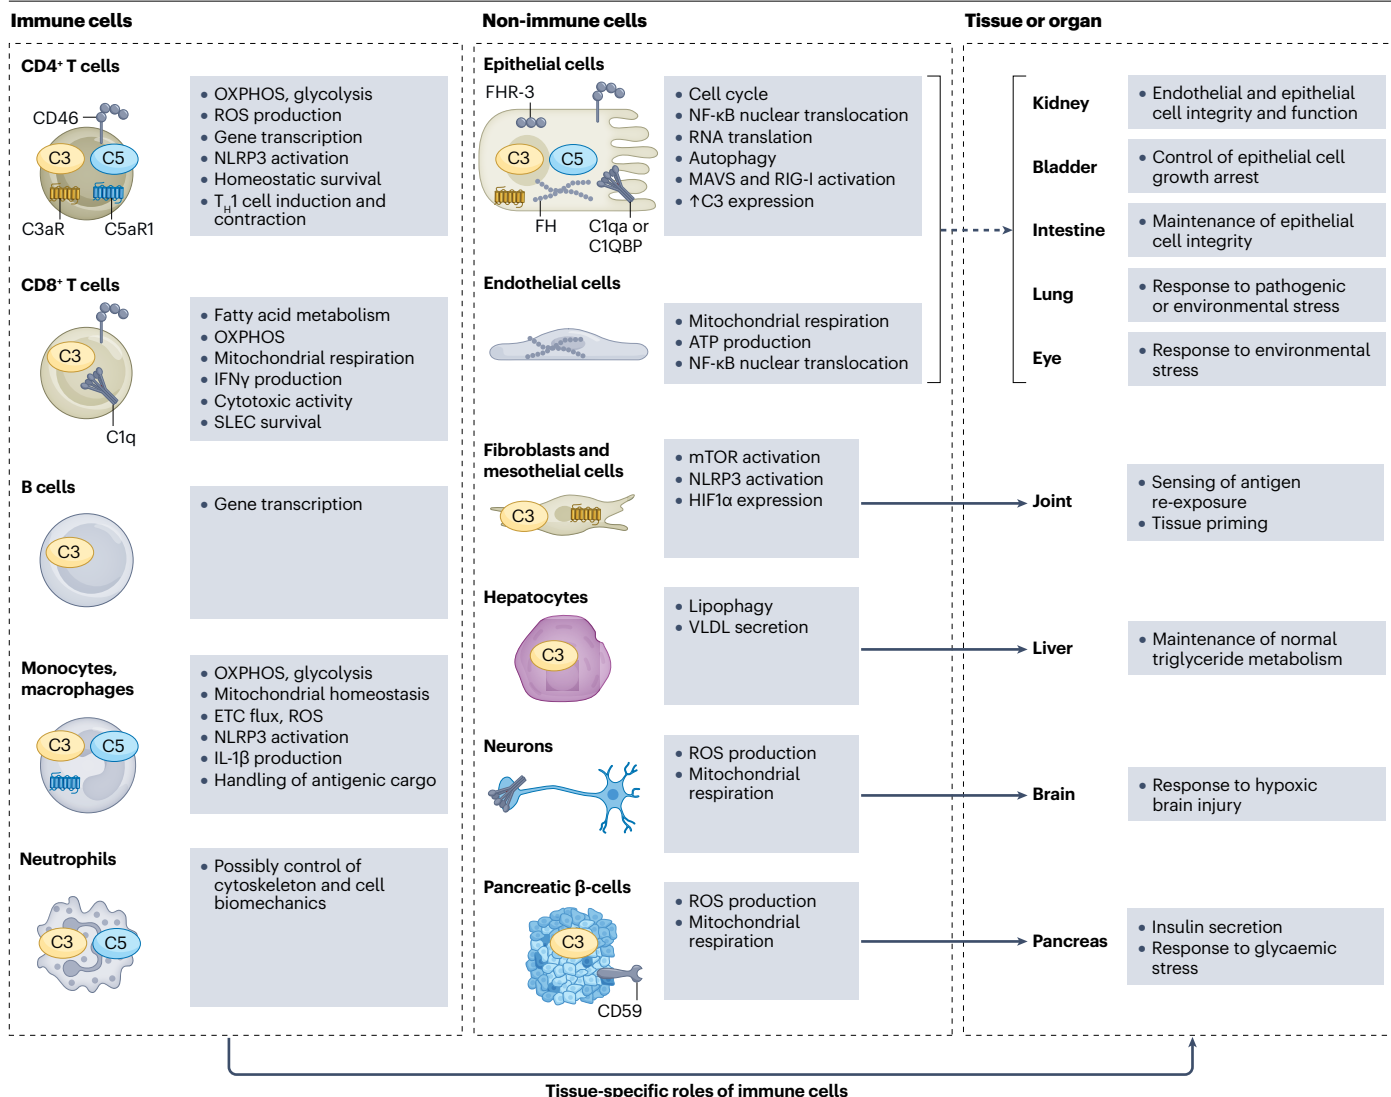 Immune cells
CD4⁺ T cells
CD46
C3
C5
C3aR
C5aR1
• OXPHOS, glycolysis
• ROS production
• Gene transcription
• NLRP3 activation
• Homeostatic survival
• TH1 cell induction and
contraction
CD8⁺ T cells
C3
C1q
• Fatty acid metabolism
• OXPHOS
• Mitochondrial respiration
• IFNγ production
• Cytotoxic activity
• SLEC survival
B cells
C3
• Gene transcription
Monocytes,
macrophages
C3
C5
• OXPHOS, glycolysis
• Mitochondrial homeostasis
• ETC flux, ROS
• NLRP3 activation
• IL-1β production
• Handling of antigenic cargo
Neutrophils
C3
C5
• Possibly control of
cytoskeleton and cell
biomechanics
Non-immune cells
Epithelial cells
FHR-3
C3
C5
FH
C1qa or
C1QBP
• Cell cycle
• NF-κB nuclear translocation
• RNA translation
• Autophagy
• MAVS and RIG-I activation
• ↑C3 expression
Endothelial cells
• Mitochondrial respiration
• ATP production
• NF-κB nuclear translocation
Fibroblasts and
mesothelial cells
C3
• mTOR activation
• NLRP3 activation
• HIF1α expression
Hepatocytes
C3
• Lipophagy
• VLDL secretion
Neurons
• ROS production
• Mitochondrial
respiration
Pancreatic β-cells
C3
CD59
• ROS production
• Mitochondrial
respiration
Tissue or organ
Kidney
• Endothelial and epithelial
cell integrity and function
Bladder
• Control of epithelial cell
growth arrest
Intestine
• Maintenance of epithelial
cell integrity
Lung
• Response to pathogenic
or environmental stress
Eye
• Response to environmental
stress
Joint
• Sensing of antigen
re-exposure
• Tissue priming
Liver
• Maintenance of normal
triglyceride metabolism
Brain
• Response to hypoxic
brain injury
Pancreas
• Insulin secretion
• Response to glycaemic
stress
Tissue-specific roles of immune cells